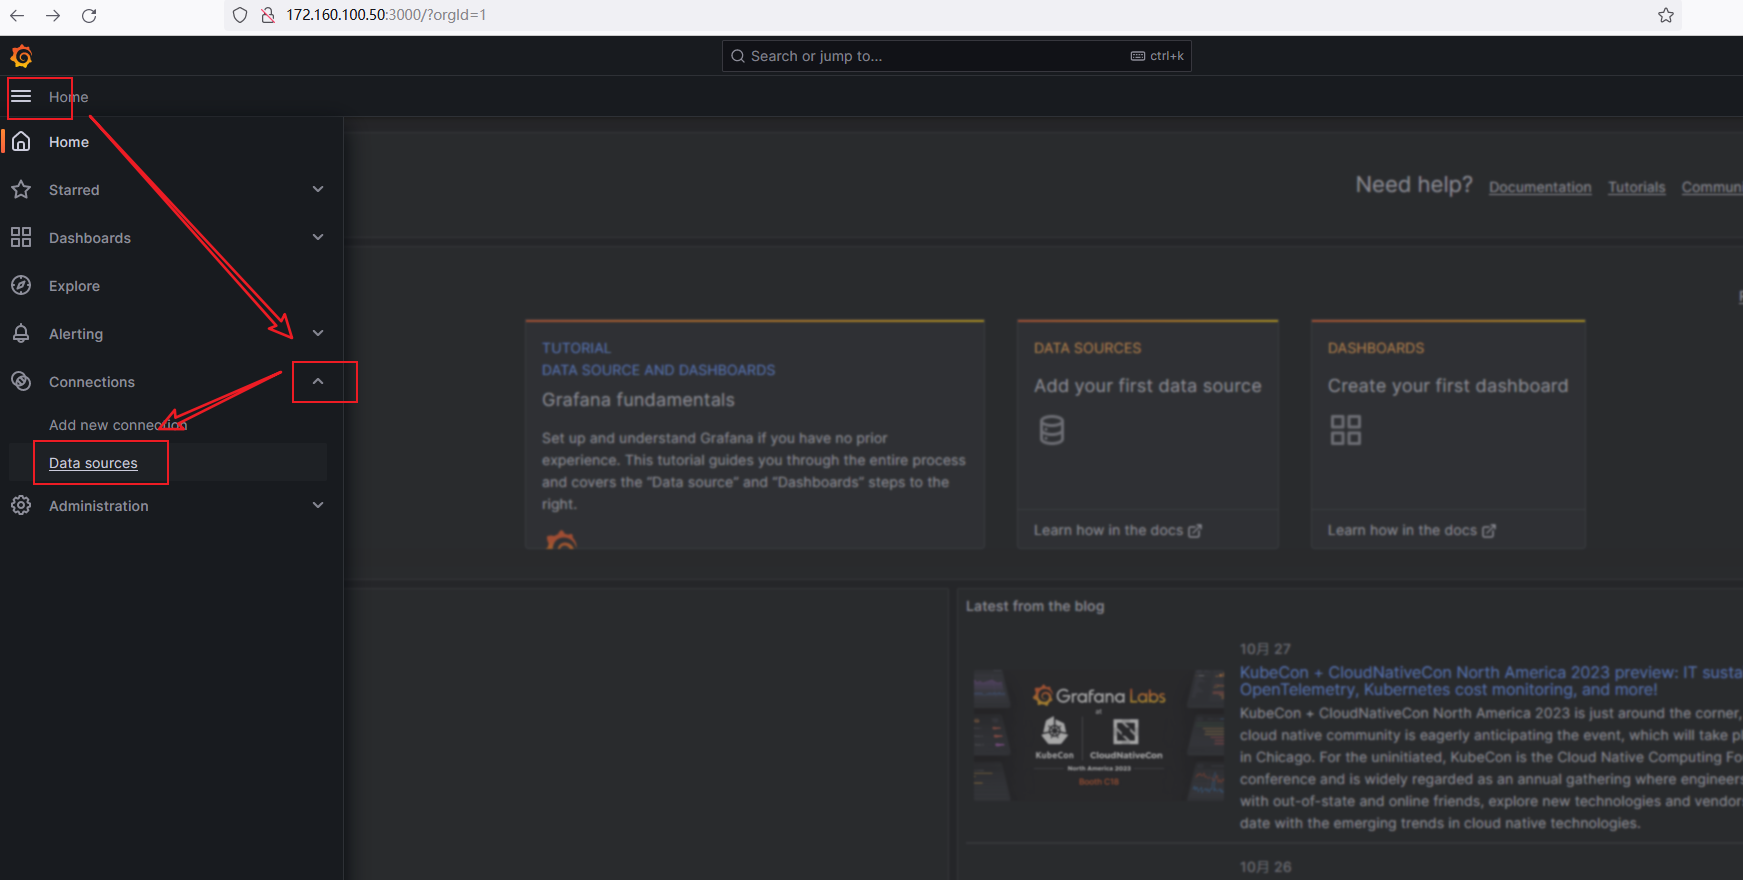 172.160.100.50:3000/?orgId=1
Search or jump to...
ctrl+k
Home
Home
Starred
Dashboards
Explore
Alerting
Connections
Add new connection
Data sources
Administration
Need help?
Documentation
Tutorials
Commun
TUTORIAL
DATA SOURCE AND DASHBOARDS
Grafana fundamentals
Set up and understand Grafana if you have no prior
experience. This tutorial guides you through the entire process
and covers the "Data source" and "Dashboards" steps to the
right.
DATA SOURCES
Add your first data source
Learn how in the docs
DASHBOARDS
Create your first dashboard
Learn how in the docs
Latest from the blog
Grafana Labs
at
KubeCon
CloudNativeCon
North America 2023
Booth C18
10月 27
KubeCon + CloudNativeCon North America 2023 preview: IT susta
OpenTelemetry, Kubernetes cost monitoring, and more!
KubeCon + CloudNativeCon North America 2023 is just around the corner,
cloud native community is eagerly anticipating the event, which will take pl
in Chicago. For the uninitiated, KubeCon is the Cloud Native Computing Fo
conference and is widely regarded as an annual gathering where engineers
with out-of-state and online friends, explore new technologies and vendor
date with the emerging trends in cloud native technologies.
10月 26